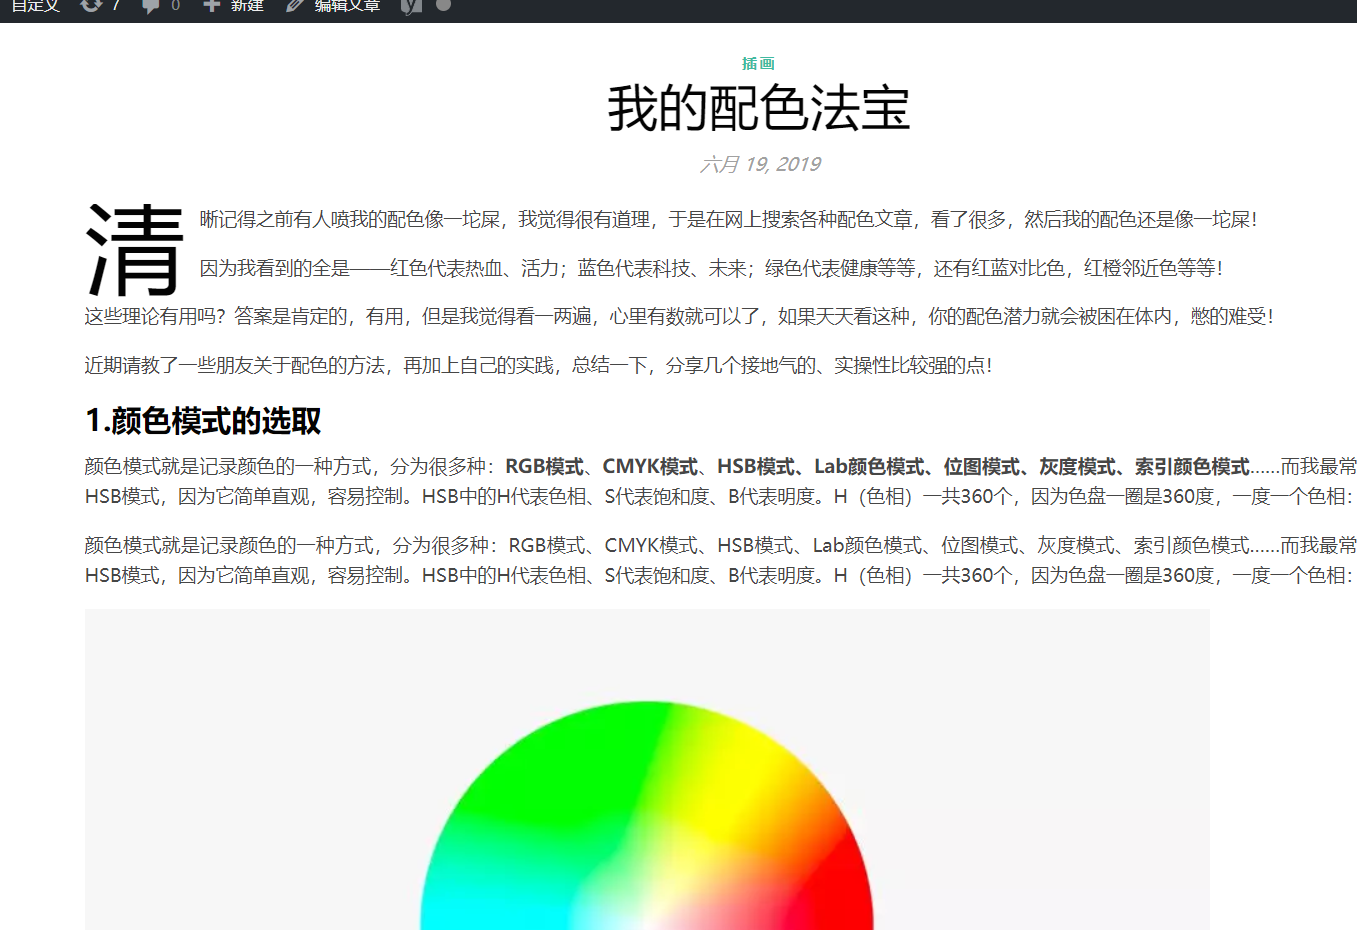 自定义 7 0 新建 编辑文章
插画
我的配色法宝
六月 19, 2019
清晰记得之前有人喷我的配色像一坨屎，我觉得很有道理，于是在网上搜索各种配色文章，看了很多，然后我的配色还是像一坨屎！
因为我看到的全是——红色代表热血、活力；蓝色代表科技、未来；绿色代表健康等等，还有红蓝对比色，红橙邻近色等等！
这些理论有用吗？答案是肯定的，有用，但是我觉得看一两遍，心里有数就可以了，如果天天看这种，你的配色潜力就会被困在体内，憋的难受！
近期请教了一些朋友关于配色的方法，再加上自己的实践，总结一下，分享几个接地气的、实操性比较强的点！
1.颜色模式的选取
颜色模式就是记录颜色的一种方式，分为很多种：RGB模式、CMYK模式、HSB模式、Lab颜色模式、位图模式、灰度模式、索引颜色模式……而我最常
HSB模式，因为它简单直观，容易控制。HSB中的H代表色相、S代表饱和度、B代表明度。H（色相）一共360个，因为色盘一圈是360度，一度一个色相：
颜色模式就是记录颜色的一种方式，分为很多种：RGB模式、CMYK模式、HSB模式、Lab颜色模式、位图模式、灰度模式、索引颜色模式……而我最常
HSB模式，因为它简单直观，容易控制。HSB中的H代表色相、S代表饱和度、B代表明度。H（色相）一共360个，因为色盘一圈是360度，一度一个色相：